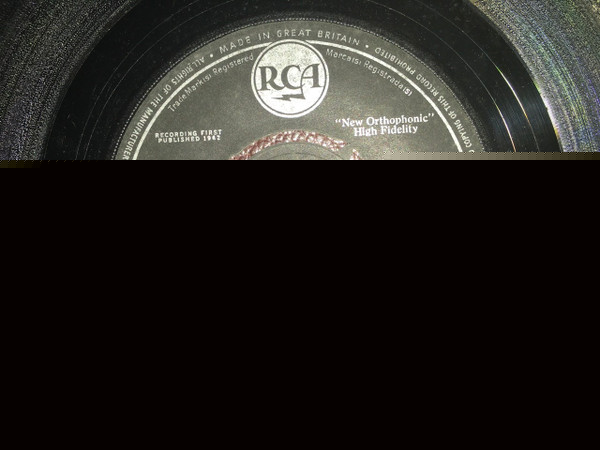 ALL RIGHTS OF THE MANUFACTURER • MADE IN GREAT BRITAIN • COPYING OF THIS RECORD PROHIBITED
Trade Mark(s) Registered
RCA
Marca(s) Registrada(s)
RECORDING FIRST
PUBLISHED 1962
"New Orthophonic"
High Fidelity